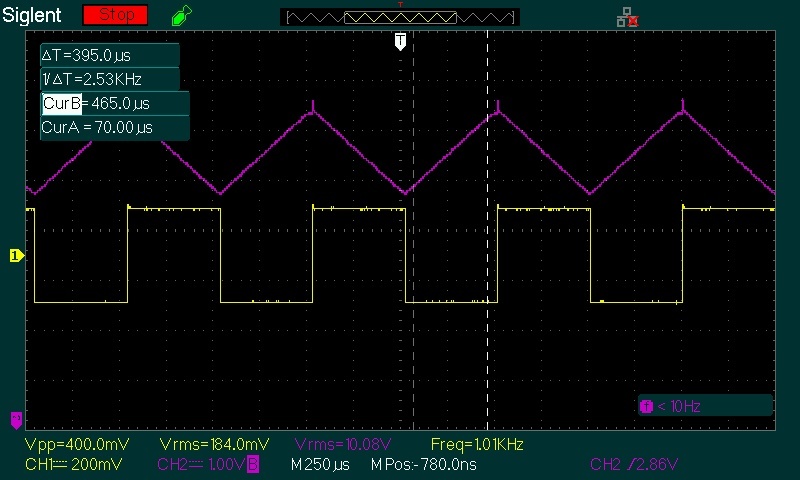 Siglent Stop T
T
ΔT=395.0µs
1/ΔT=2.53KHz
CurB=465.0µs
CurA=70.00µs
1
f < 10Hz
Vpp=400.0mV Vrms=184.0mV Vrms=10.08V Freq=1.01KHz
CH1 200mV CH2 1.00V B M 250µs M Pos:-780.0ns CH2 /2.86V